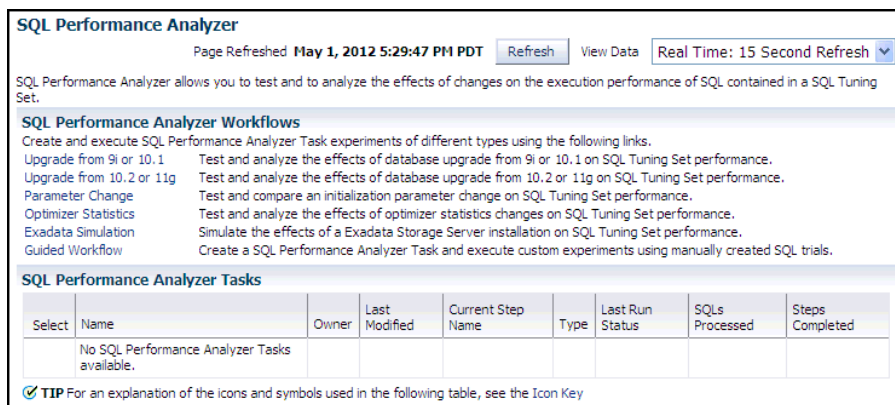 SQL Performance Analyzer
Page Refreshed May 1, 2012 5:29:47 PM PDT Refresh View Data Real Time: 15 Second Refresh
SQL Performance Analyzer allows you to test and to analyze the effects of changes on the execution performance of SQL contained in a SQL Tuning
Set.
SQL Performance Analyzer Workflows
Create and execute SQL Performance Analyzer Task experiments of different types using the following links.
Upgrade from 9i or 10.1 Test and analyze the effects of database upgrade from 9i or 10.1 on SQL Tuning Set performance.
Upgrade from 10.2 or 11g Test and analyze the effects of database upgrade from 10.2 or 11g on SQL Tuning Set performance.
Parameter Change Test and compare an initialization parameter change on SQL Tuning Set performance.
Optimizer Statistics Test and analyze the effects of optimizer statistics changes on SQL Tuning Set performance.
Exadata Simulation Simulate the effects of a Exadata Storage Server installation on SQL Tuning Set performance.
Guided Workflow Create a SQL Performance Analyzer Task and execute custom experiments using manually created SQL trials.
SQL Performance Analyzer Tasks
Last Current Step Last Run SQLs Steps
Select Name Owner Modified Name Type Status Processed Completed
No SQL Performance Analyzer Tasks
available.
TIP For an explanation of the icons and symbols used in the following table, see the Icon Key